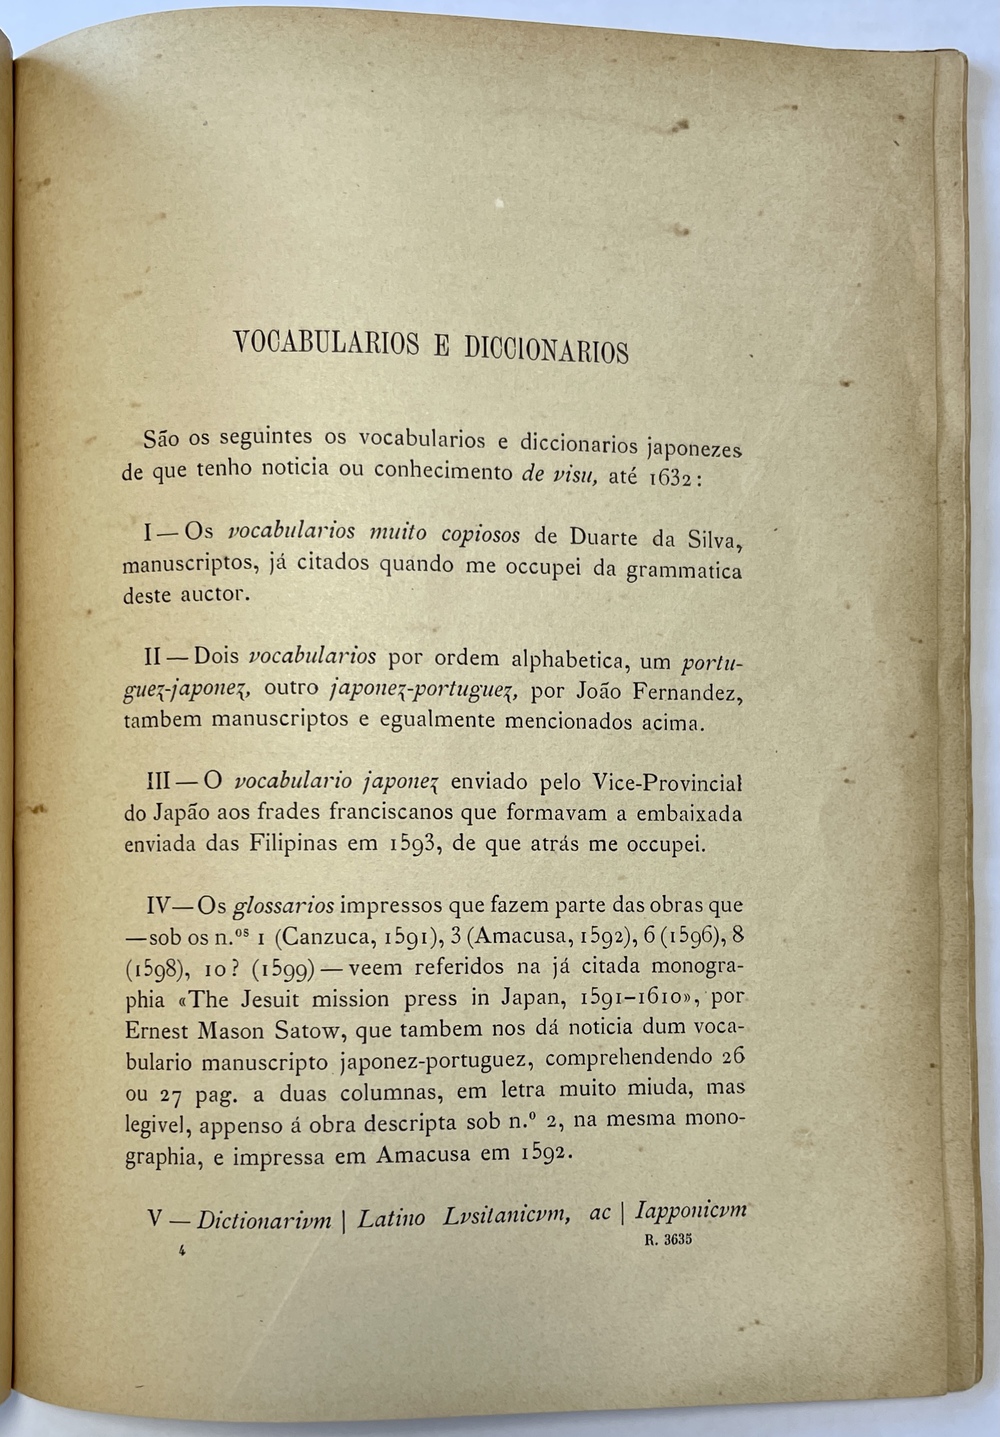 VOCABULARIOS E DICCIONARIOS
São os seguintes os vocabularios e diccionarios japonezes
de que tenho noticia ou conhecimento de visu, até 1632:
I — Os vocabularios muito copiosos de Duarte da Silva,
manuscriptos, já citados quando me occupei da grammatica
deste auctor.
II — Dois vocabularios por ordem alphabetica, um portu-
guez-japonez, outro japonez-portuguez, por João Fernandez,
tambem manuscriptos e egualmente mencionados acima.
III — O vocabulario japonez enviado pelo Vice-Provincial
do Japão aos frades franciscanos que formavam a embaixada
enviada das Filipinas em 1593, de que atrás me occupei.
IV — Os glossarios impressos que fazem parte das obras que
— sob os n.ºˢ 1 (Canzuca, 1591), 3 (Amacusa, 1592), 6 (1596), 8
(1598), 10? (1599) — veem referidos na já citada monogra-
phia «The Jesuit mission press in Japan, 1591-1610», por
Ernest Mason Satow, que tambem nos dá noticia dum voca-
bulario manuscripto japonez-portuguez, comprehendendo 26
ou 27 pag. a duas columnas, em letra muito miuda, mas
legivel, appenso á obra descripta sob n.º 2, na mesma mono-
graphia, e impressa em Amacusa em 1592.
V — Dictionarivm | Latino Lvsitanicvm, ac | Iapponicvm
4 R. 3635